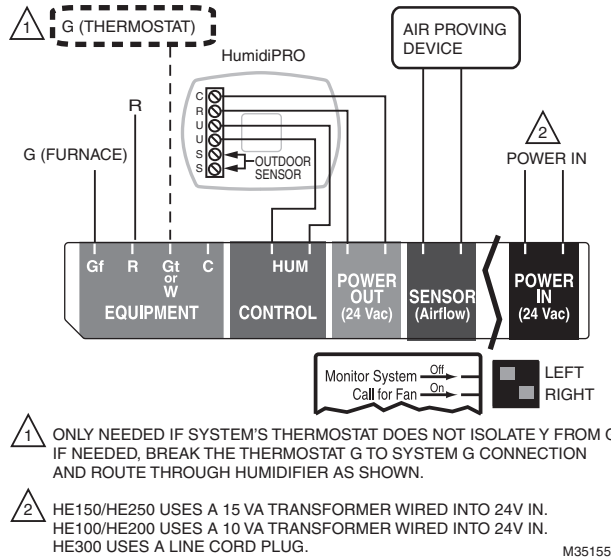 1
G (THERMOSTAT)
AIR PROVING
DEVICE
HumidiPRO
C
R
U
U
S
S
OUTDOOR
SENSOR
R
G (FURNACE)
2
POWER IN
Gf R Gt or W C
EQUIPMENT
HUM
CONTROL
POWER
OUT
(24 Vac)
SENSOR
(Airflow)
POWER
IN
(24 Vac)
Monitor System Off
Call for Fan On
LEFT
RIGHT
1 ONLY NEEDED IF SYSTEM'S THERMOSTAT DOES NOT ISOLATE Y FROM
IF NEEDED, BREAK THE THERMOSTAT G TO SYSTEM G CONNECTION
AND ROUTE THROUGH HUMIDIFIER AS SHOWN.
2 HE150/HE250 USES A 15 VA TRANSFORMER WIRED INTO 24V IN.
HE100/HE200 USES A 10 VA TRANSFORMER WIRED INTO 24V IN.
HE300 USES A LINE CORD PLUG.
M35155